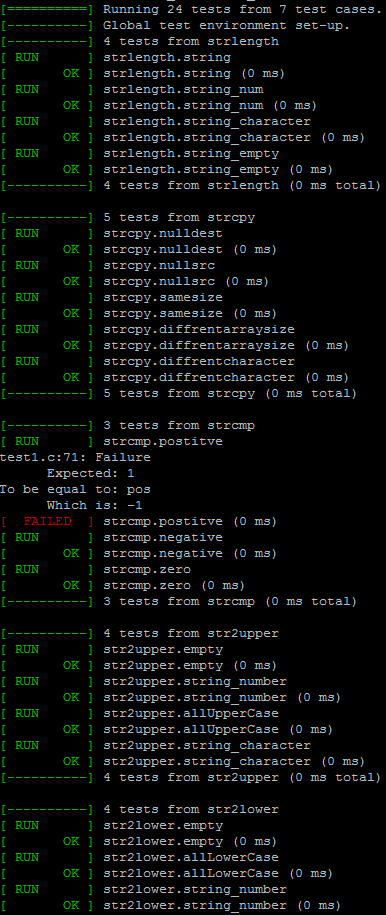 [==========] Running 24 tests from 7 test cases.
[----------] Global test environment set-up.
[----------] 4 tests from strlength
[ RUN      ] strlength.string
[       OK ] strlength.string (0 ms)
[ RUN      ] strlength.string_num
[       OK ] strlength.string_num (0 ms)
[ RUN      ] strlength.string_character
[       OK ] strlength.string_character (0 ms)
[ RUN      ] strlength.string_empty
[       OK ] strlength.string_empty (0 ms)
[----------] 4 tests from strlength (0 ms total)
[----------] 5 tests from strcpy
[ RUN      ] strcpy.nulldest
[       OK ] strcpy.nulldest (0 ms)
[ RUN      ] strcpy.nullsrc
[       OK ] strcpy.nullsrc (0 ms)
[ RUN      ] strcpy.samesize
[       OK ] strcpy.samesize (0 ms)
[ RUN      ] strcpy.diffrentarraysize
[       OK ] strcpy.diffrentarraysize (0 ms)
[ RUN      ] strcpy.diffrentcharacter
[       OK ] strcpy.diffrentcharacter (0 ms)
[----------] 5 tests from strcpy (0 ms total)
[----------] 3 tests from strcmp
[ RUN      ] strcmp.postitve
test1.c:71: Failure
      Expected: 1
To be equal to: pos
      Which is: -1
[  FAILED  ] strcmp.postitve (0 ms)
[ RUN      ] strcmp.negative
[       OK ] strcmp.negative (0 ms)
[ RUN      ] strcmp.zero
[       OK ] strcmp.zero (0 ms)
[----------] 3 tests from strcmp (0 ms total)
[----------] 4 tests from str2upper
[ RUN      ] str2upper.empty
[       OK ] str2upper.empty (0 ms)
[ RUN      ] str2upper.string_number
[       OK ] str2upper.string_number (0 ms)
[ RUN      ] str2upper.allUpperCase
[       OK ] str2upper.allUpperCase (0 ms)
[ RUN      ] str2upper.string_character
[       OK ] str2upper.string_character (0 ms)
[----------] 4 tests from str2upper (0 ms total)
[----------] 4 tests from str2lower
[ RUN      ] str2lower.empty
[       OK ] str2lower.empty (0 ms)
[ RUN      ] str2lower.allLowerCase
[       OK ] str2lower.allLowerCase (0 ms)
[ RUN      ] str2lower.string_number
[       OK ] str2lower.string_number (0 ms)